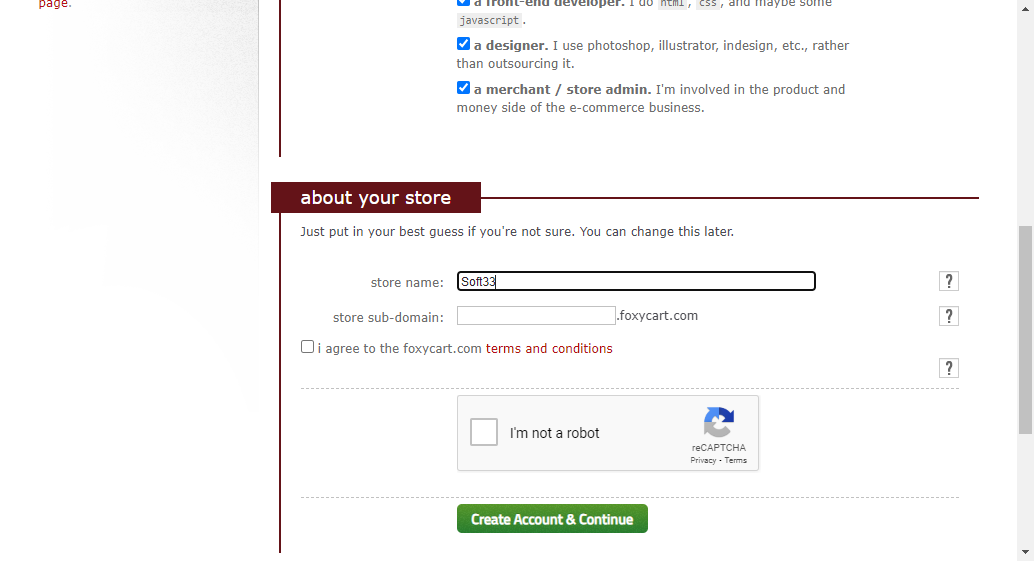 page.
a front-end developer. I do html, css, and maybe some
javascript.
a designer. I use photoshop, illustrator, indesign, etc., rather
than outsourcing it.
a merchant / store admin. I'm involved in the product and
money side of the e-commerce business.
about your store
Just put in your best guess if you're not sure. You can change this later.
store name: Soft33 ?
store sub-domain: .foxycart.com ?
i agree to the foxycart.com terms and conditions
?
I'm not a robot
reCAPTCHA
Privacy - Terms
Create Account & Continue